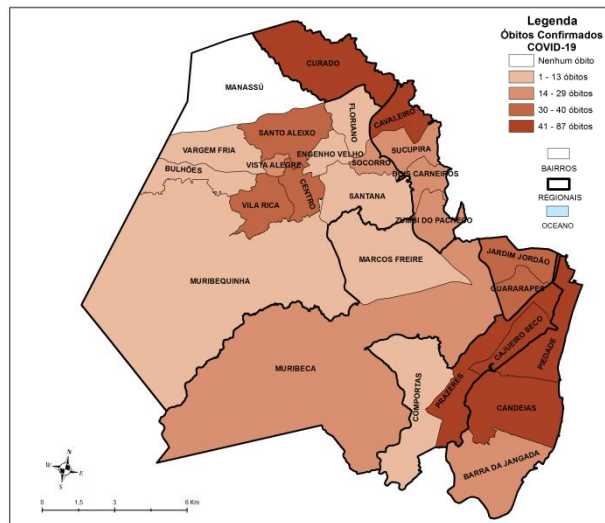 Legenda
Óbitos Confirmados
COVID-19
Nenhum óbito
1 - 13 óbitos
14 - 29 óbitos
30 - 40 óbitos
41 - 87 óbitos
BAIRROS
REGIONAIS
OCEANO
CURADO
MANASSÚ
FLORIANO
CAVALEIRO
SANTO ALEIXO
VARGEM FRIA
ENGENHO VELHO
SUCUPIRA
BULHÕES
VISTA ALEGRE
SOCORRO
DOIS CARNEIROS
CENTRO
VILA RICA
SANTANA
ZUMBI DO PACHECO
MARCOS FREIRE
JARDIM JORDÃO
MURIBEQUINHA
GUARARAPES
CAJUEIRO SECO
PIEDADE
MURIBECA
COMPORTAS
PRAZERES
CANDEIAS
BARRA DA JANGADA
N
W
E
S
0 1,5 3 6 Km